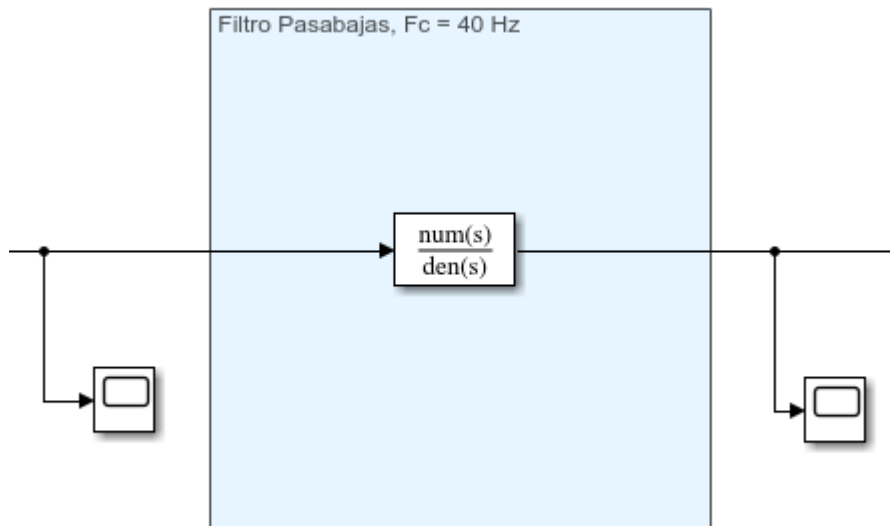 Filtro Pasabajas, Fc = 40 Hz
num(s)
den(s)